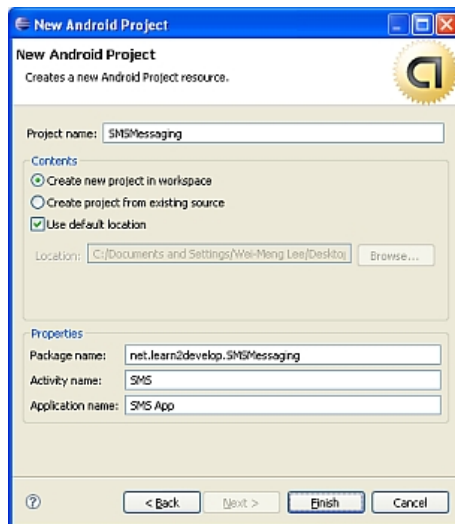 New Android Project
New Android Project
Creates a new Android Project resource.
Project name: SMSMessaging
Contents
Create new project in workspace
Create project from existing source
Use default location
Location: C:/Documents and Settings/Wei-Meng Lee/Deskto Browse...
Properties
Package name: net.learn2develop.SMSMessaging
Activity name: SMS
Application name: SMS App
? < Back Next > Finish Cancel